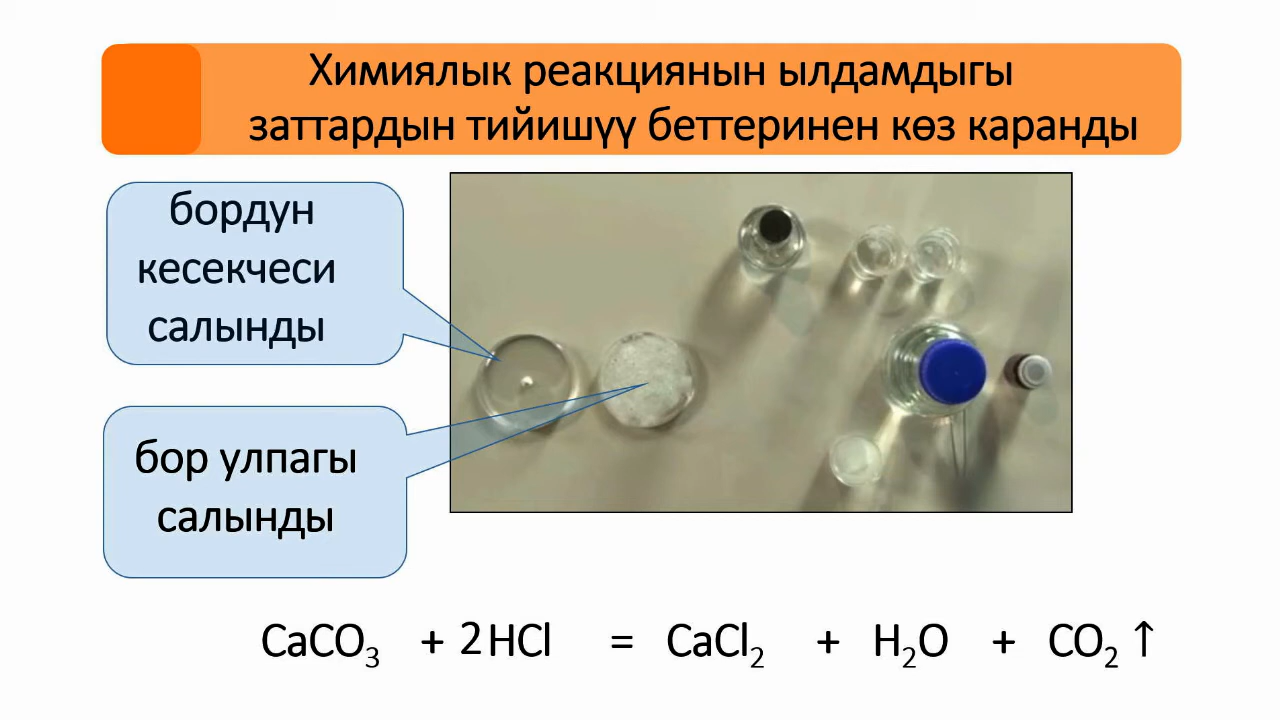 Химиялык реакциянын ылдамдыгы
заттардын тийишүү беттеринен көз каранды
бордун
кесекчеси
салынды
бор улпагы
салынды
CaCO₃ + 2HCl = CaCl₂ + H₂O + CO₂ ↑